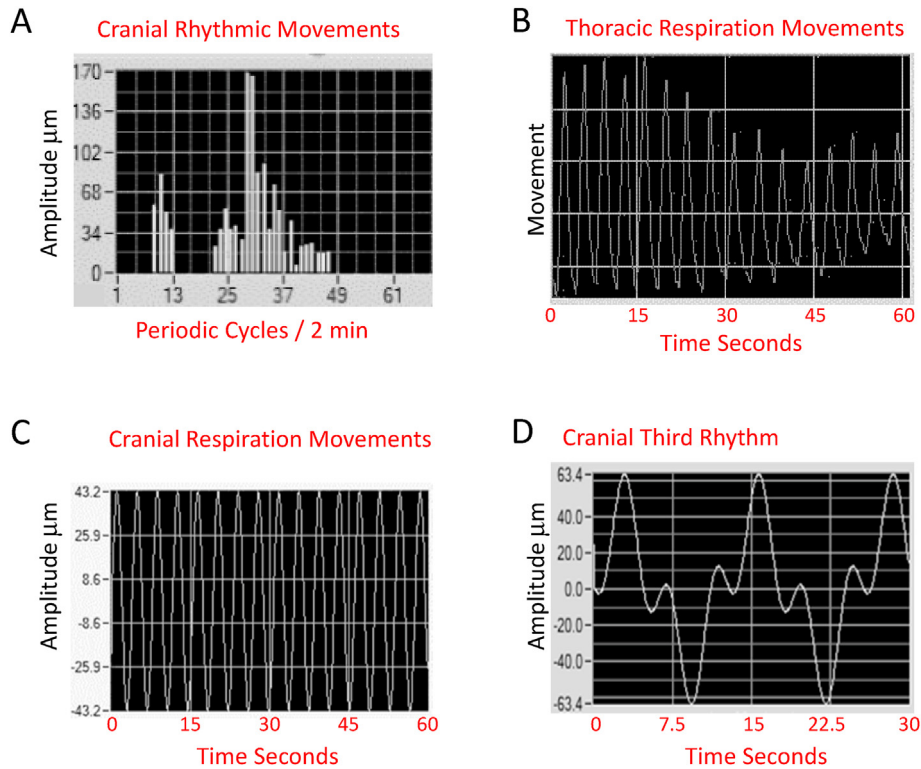 A
Cranial Rhythmic Movements
Amplitude μm
170
136
102
68
34
0
1 13 25 37 49 61
Periodic Cycles / 2 min
B
Thoracic Respiration Movements
Movement
0 15 30 45 60
Time Seconds
C
Cranial Respiration Movements
Amplitude μm
43.2
25.9
8.6
-8.6
-25.9
-43.2
0 15 30 45 60
Time Seconds
D
Cranial Third Rhythm
Amplitude μm
63.4
40.0
20.0
0.0
-20.0
-40.0
-63.4
0 7.5 15 22.5 30
Time Seconds